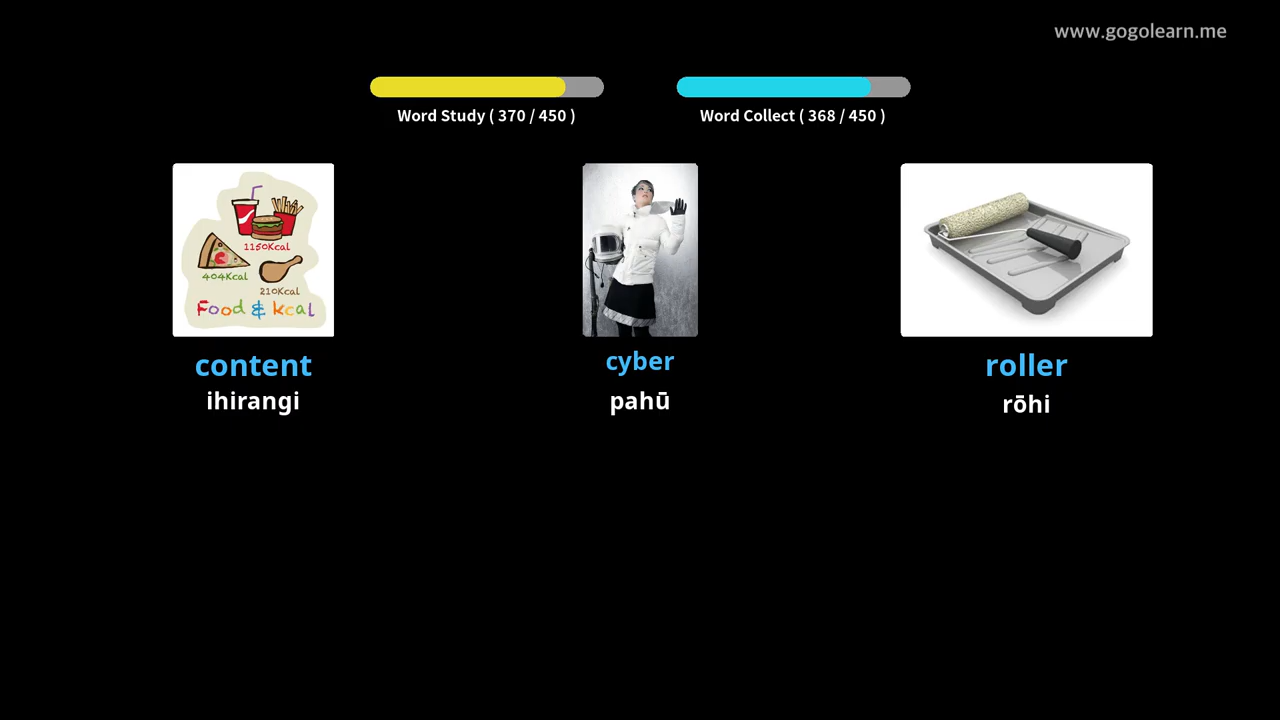 www.gogolearn.me
Word Study ( 370 / 450 )
Word Collect ( 368 / 450 )
1150Kcal
404Kcal
210Kcal
Food & kcal
content
ihirangi
cyber
pahū
roller
rōhi